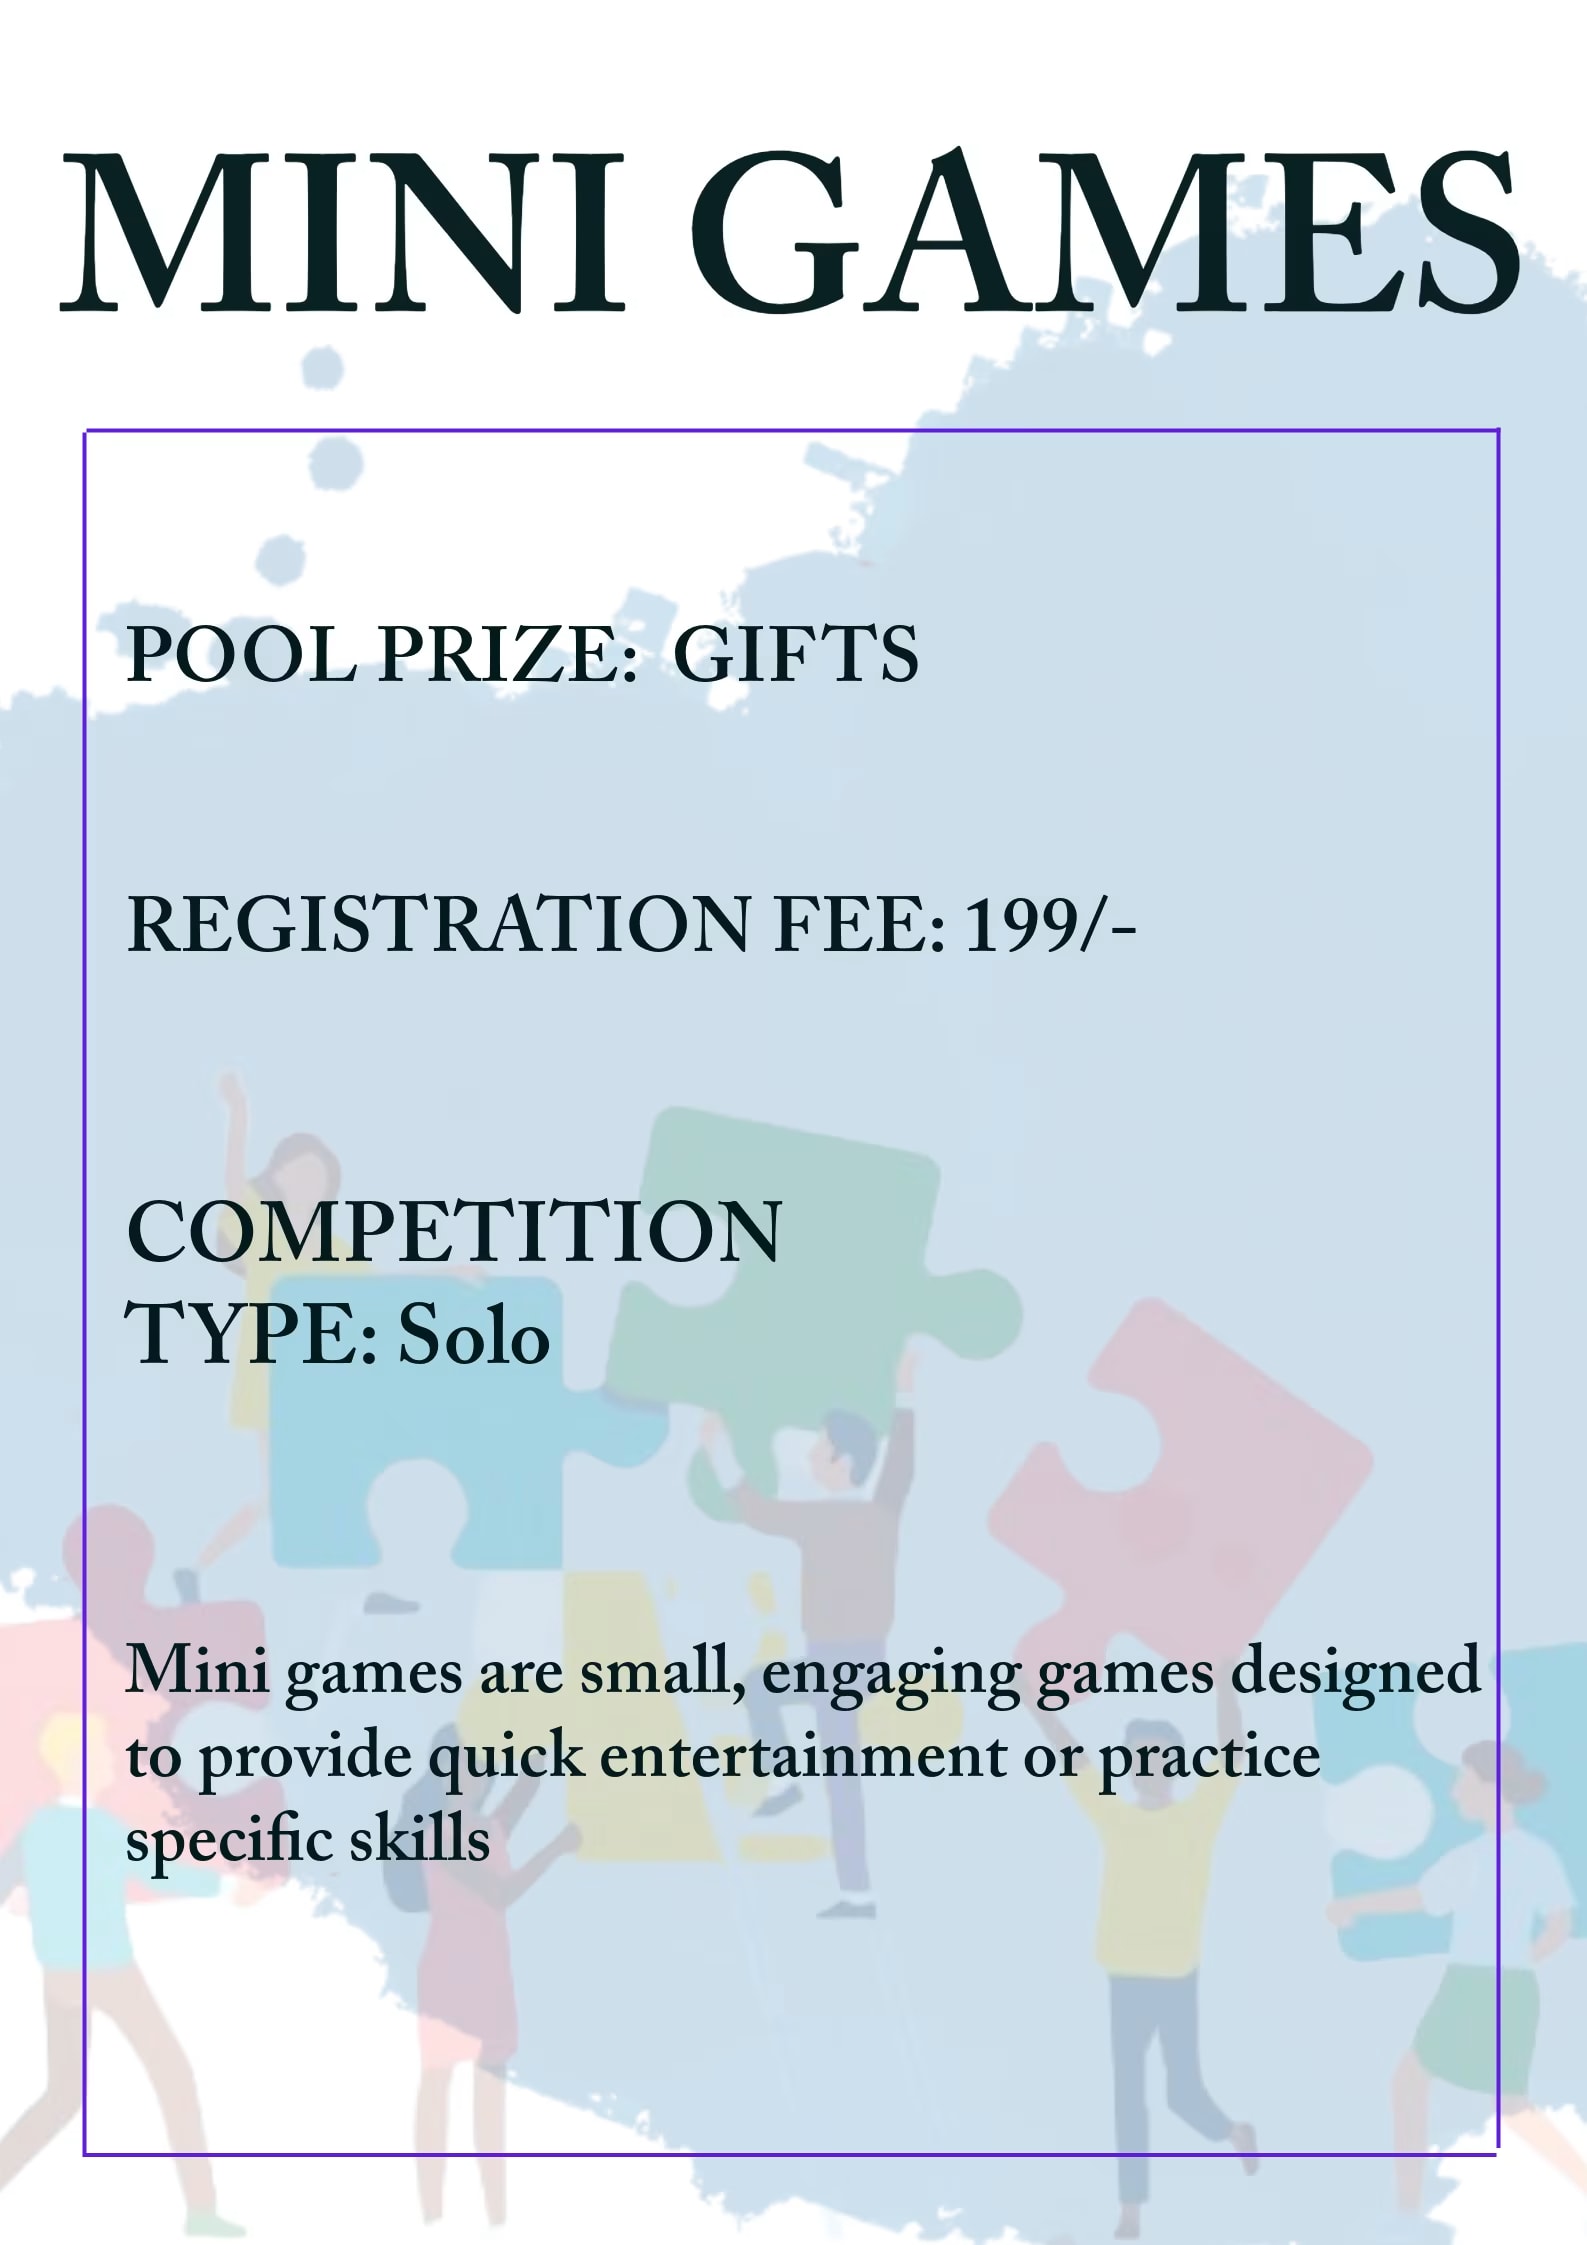 MINI GAMES
POOL PRIZE: GIFTS
REGISTRATION FEE: 199/-
COMPETITION
TYPE: Solo
Mini games are small, engaging games designed
to provide quick entertainment or practice
specific skills